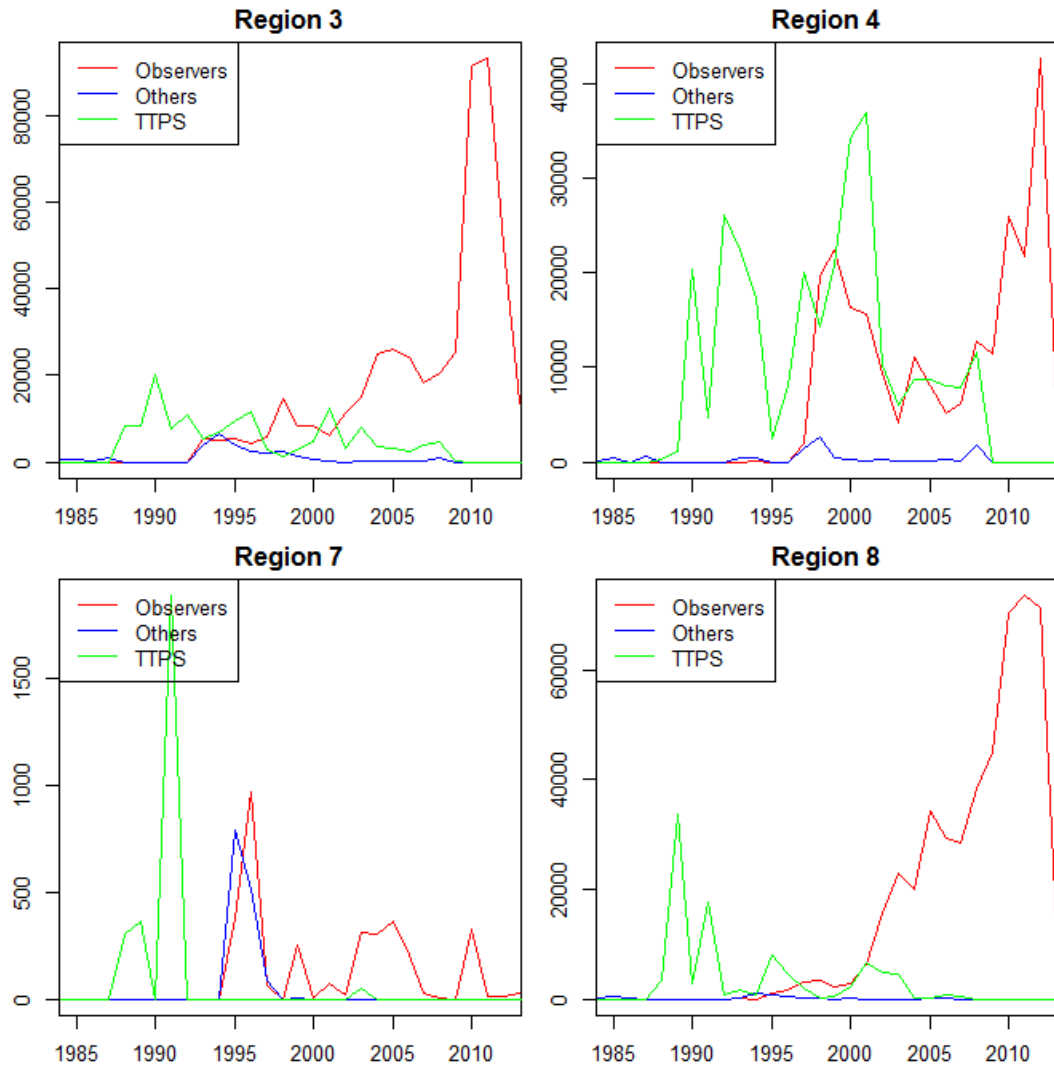 Region 3
Observers
Others
TTPS
80000
60000
40000
20000
0
1985 1990 1995 2000 2005 2010
Region 4
Observers
Others
TTPS
40000
30000
20000
10000
0
1985 1990 1995 2000 2005 2010
Region 7
Observers
Others
TTPS
1500
1000
500
0
1985 1990 1995 2000 2005 2010
Region 8
Observers
Others
TTPS
60000
40000
20000
0
1985 1990 1995 2000 2005 2010